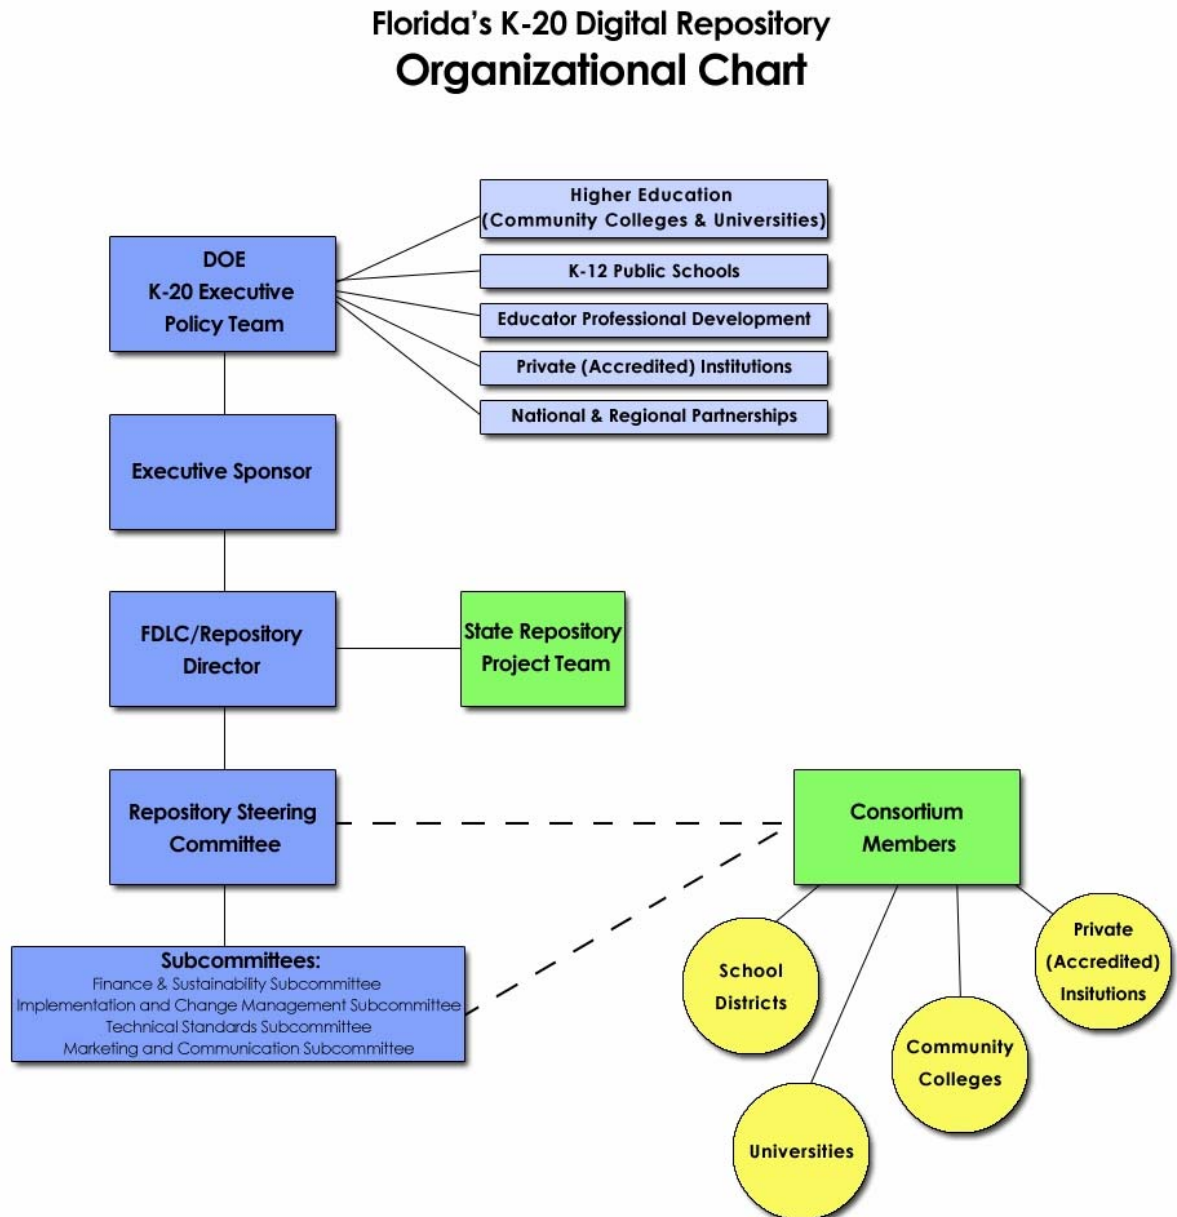 Florida's K-20 Digital Repository
Organizational Chart
Higher Education
(Community Colleges & Universities)
DOE
K-20 Executive
Policy Team
K-12 Public Schools
Educator Professional Development
Private (Accredited) Institutions
National & Regional Partnerships
Executive Sponsor
FDLC/Repository
Director
State Repository
Project Team
Repository Steering
Committee
Consortium
Members
Subcommittees:
Finance & Sustainability Subcommittee
Implementation and Change Management Subcommittee
Technical Standards Subcommittee
Marketing and Communication Subcommittee
School
Districts
Universities
Community
Colleges
Private
(Accredited)
Insitutions